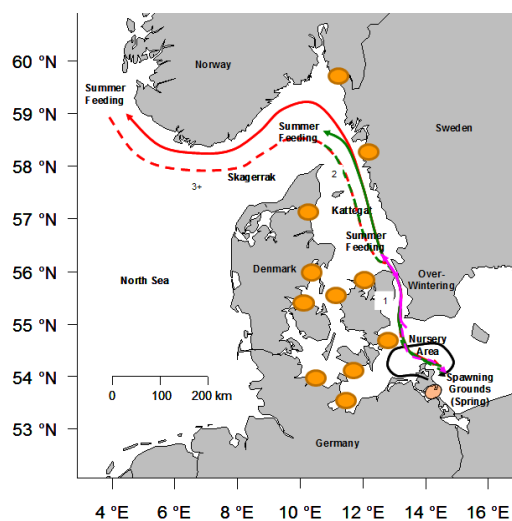 60 °N
59 °N
58 °N
57 °N
56 °N
55 °N
54 °N
53 °N
Norway
Sweden
Summer
Feeding
Summer
Feeding
Skagerrak
3+
2
Kattegat
Summer
Feeding
North Sea
Denmark
Over-
Wintering
2
1
Nursery
Area
Spawning
Grounds
(Spring)
0 100 200 km
Germany
4 °E 6 °E 8 °E 10 °E 12 °E 14 °E 16 °E